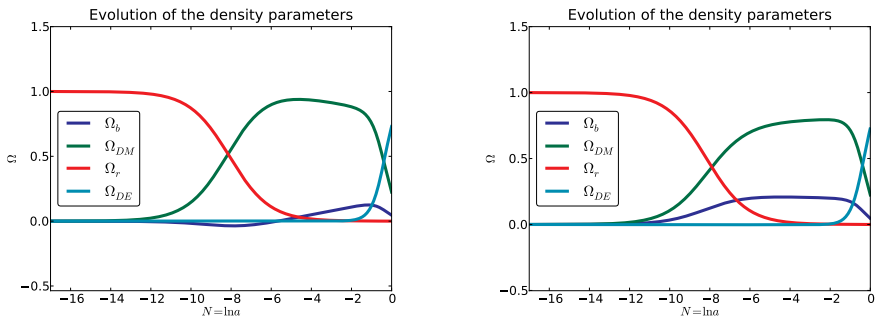 Evolution of the density parameters
1.5
1.0
0.5
0.0
−0.5
Ω
Ω_b
Ω_DM
Ω_r
Ω_DE
−16 −14 −12 −10 −8 −6 −4 −2 0
N=lna
Evolution of the density parameters
1.5
1.0
0.5
0.0
−0.5
Ω
Ω_b
Ω_DM
Ω_r
Ω_DE
−16 −14 −12 −10 −8 −6 −4 −2 0
N=lna